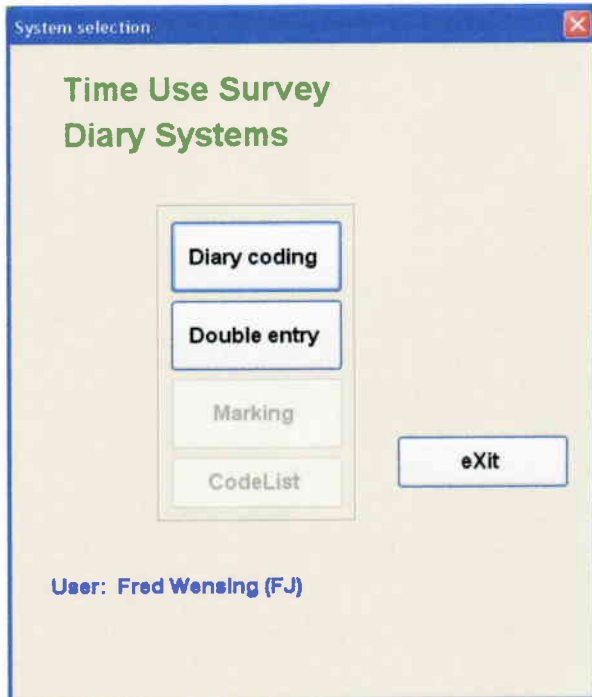 System selection
Time Use Survey
Diary Systems
Diary coding
Double entry
Marking
CodeList
eXit
User: Fred Wensing (FJ)